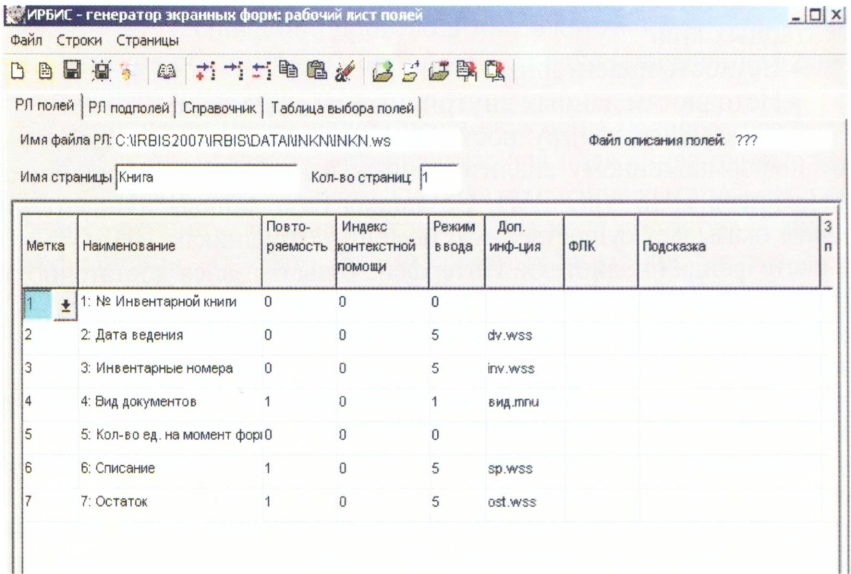 ИРБИС - генератор экранных форм: рабочий лист полей
Файл Строки Страницы
РЛ полей РЛ подполей Справочник Таблица выбора полей
Имя файла РЛ: C:\IRBIS2007\IRBIS\DATAI\INKN\INKN.ws Файл описания полей: ???
Имя страницы Книга Кол-во страниц: 1
Метка Наименование Повто-ряемость Индекс контекстной помощи Режим ввода Доп. инф-ция ФЛК Подсказка З п
1 1: № Инвентарной книги 0 0 0
2 2: Дата ведения 0 0 5 dv.wss
3 3: Инвентарные номера 0 0 5 inv.wss
4 4: Вид документов 1 0 1 вид.mnu
5 5: Кол-во ед. на момент форм 0 0 0
6 6: Списание 1 0 5 sp.wss
7 7: Остаток 1 0 5 ost.wss